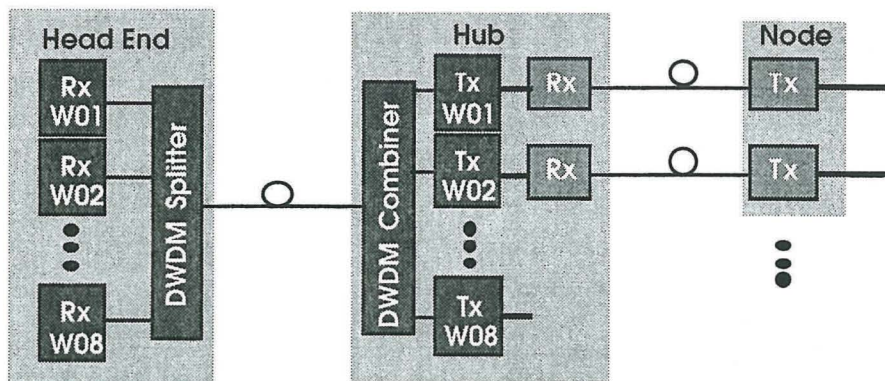 Head End
Hub
Node
Rx
W01
Rx
W02
Rx
W08
DWDM Splitter
DWDM Combiner
Tx
W01
Tx
W02
Tx
W08
Rx
Rx
Tx
Tx